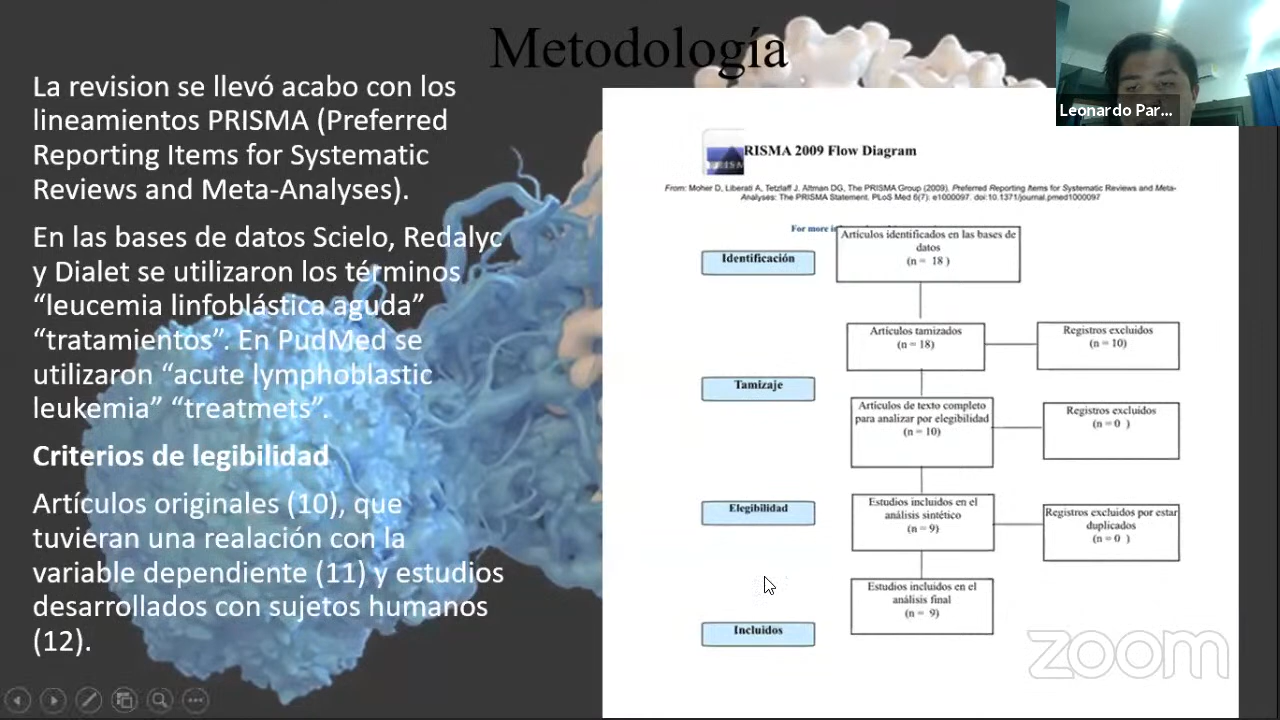 Metodología
La revision se llevó acabo con los
lineamientos PRISMA (Preferred
Reporting Items for Systematic
Reviews and Meta-Analyses).
En las bases de datos Scielo, Redalyc
y Dialet se utilizaron los términos
“leucemia linfoblástica aguda”
“tratamientos”. En PudMed se
utilizaron “acute lymphoblastic
leukemia” “treatmets”.
Criterios de legibilidad
Artículos originales (10), que
tuvieran una realación con la
variable dependiente (11) y estudios
desarrollados con sujetos humanos
(12).
Leonardo Par...
RISMA 2009 Flow Diagram
From: Moher D, Liberati A, Tetzlaff J, Altman DG, The PRISMA Group (2009). Preferred Reporting Items for Systematic Reviews and Meta-
Analyses: The PRISMA Statement. PLoS Med 6(7): e1000097. doi:10.1371/journal.pmed1000097
For more
Identificación
Artículos identificados en las bases de
datos
(n = 18 )
Artículos tamizados
(n = 18)
Registros excluidos
(n = 10)
Tamizaje
Artículos de texto completo
para analizar por elegibilidad
(n = 10)
Registros excluidos
(n = 0 )
Elegibilidad
Estudios incluidos en el
análisis sintético
(n = 9)
Registros excluidos por estar
duplicados
(n = 0 )
Estudios incluidos en el
análisis final
(n = 9)
Incluidos
zoom